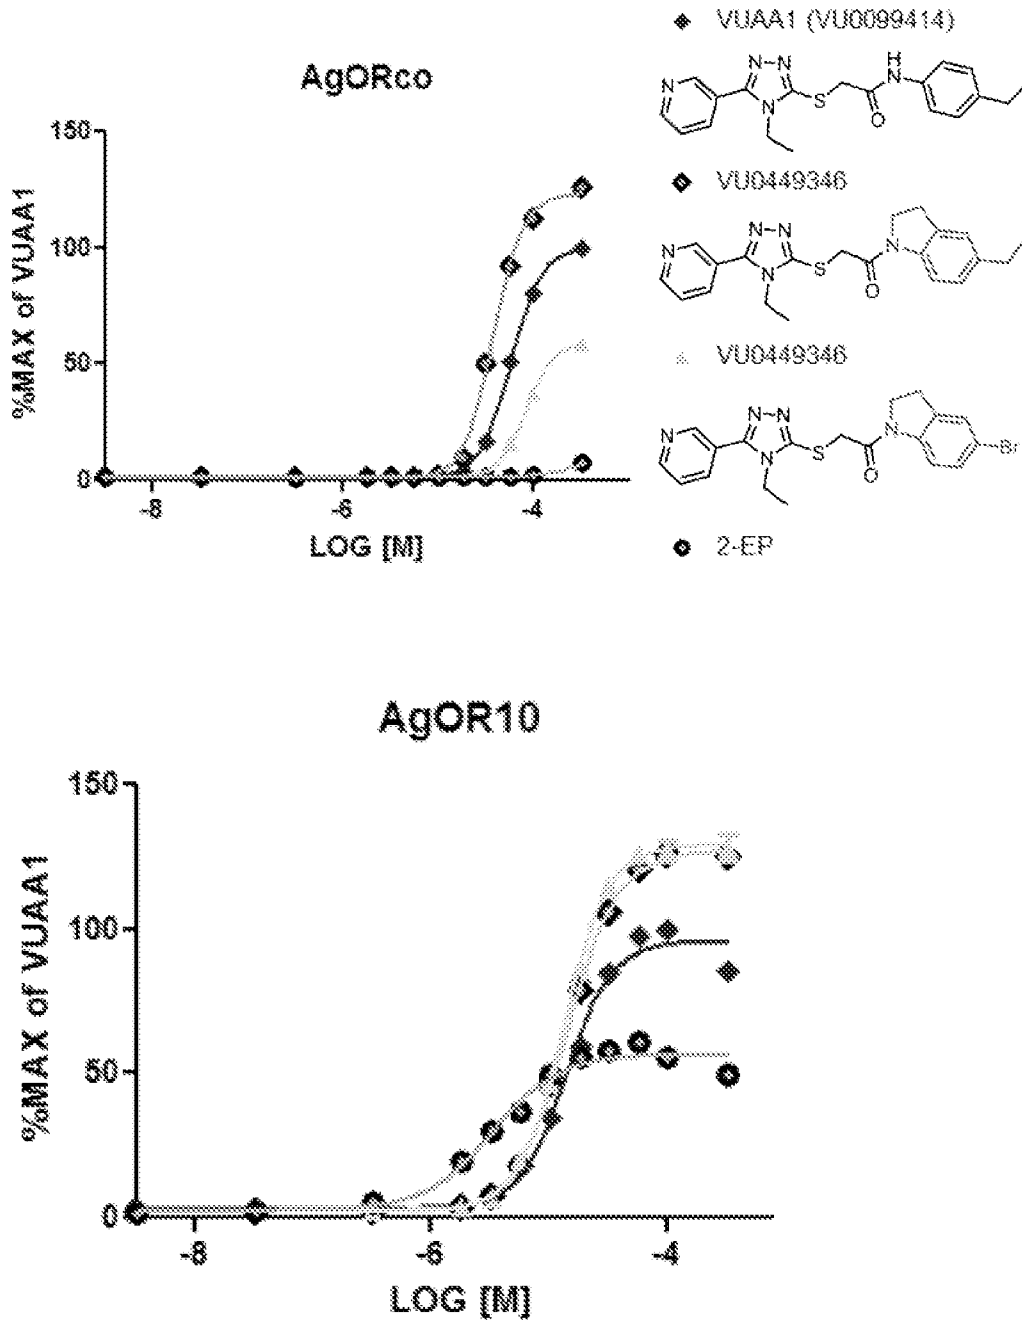 VUAA1 (VU0099414)
AgORco
N N N N S O H N
150
100
50
0
%MAX of VUAA1
-8 -6 -4
LOG [M]
VU0449346
N N N N S O N
VU0449346
N N N N S O N Br
2-EP
AgOR10
150
100
50
0
%MAX of VUAA1
-8 -6 -4
LOG [M]